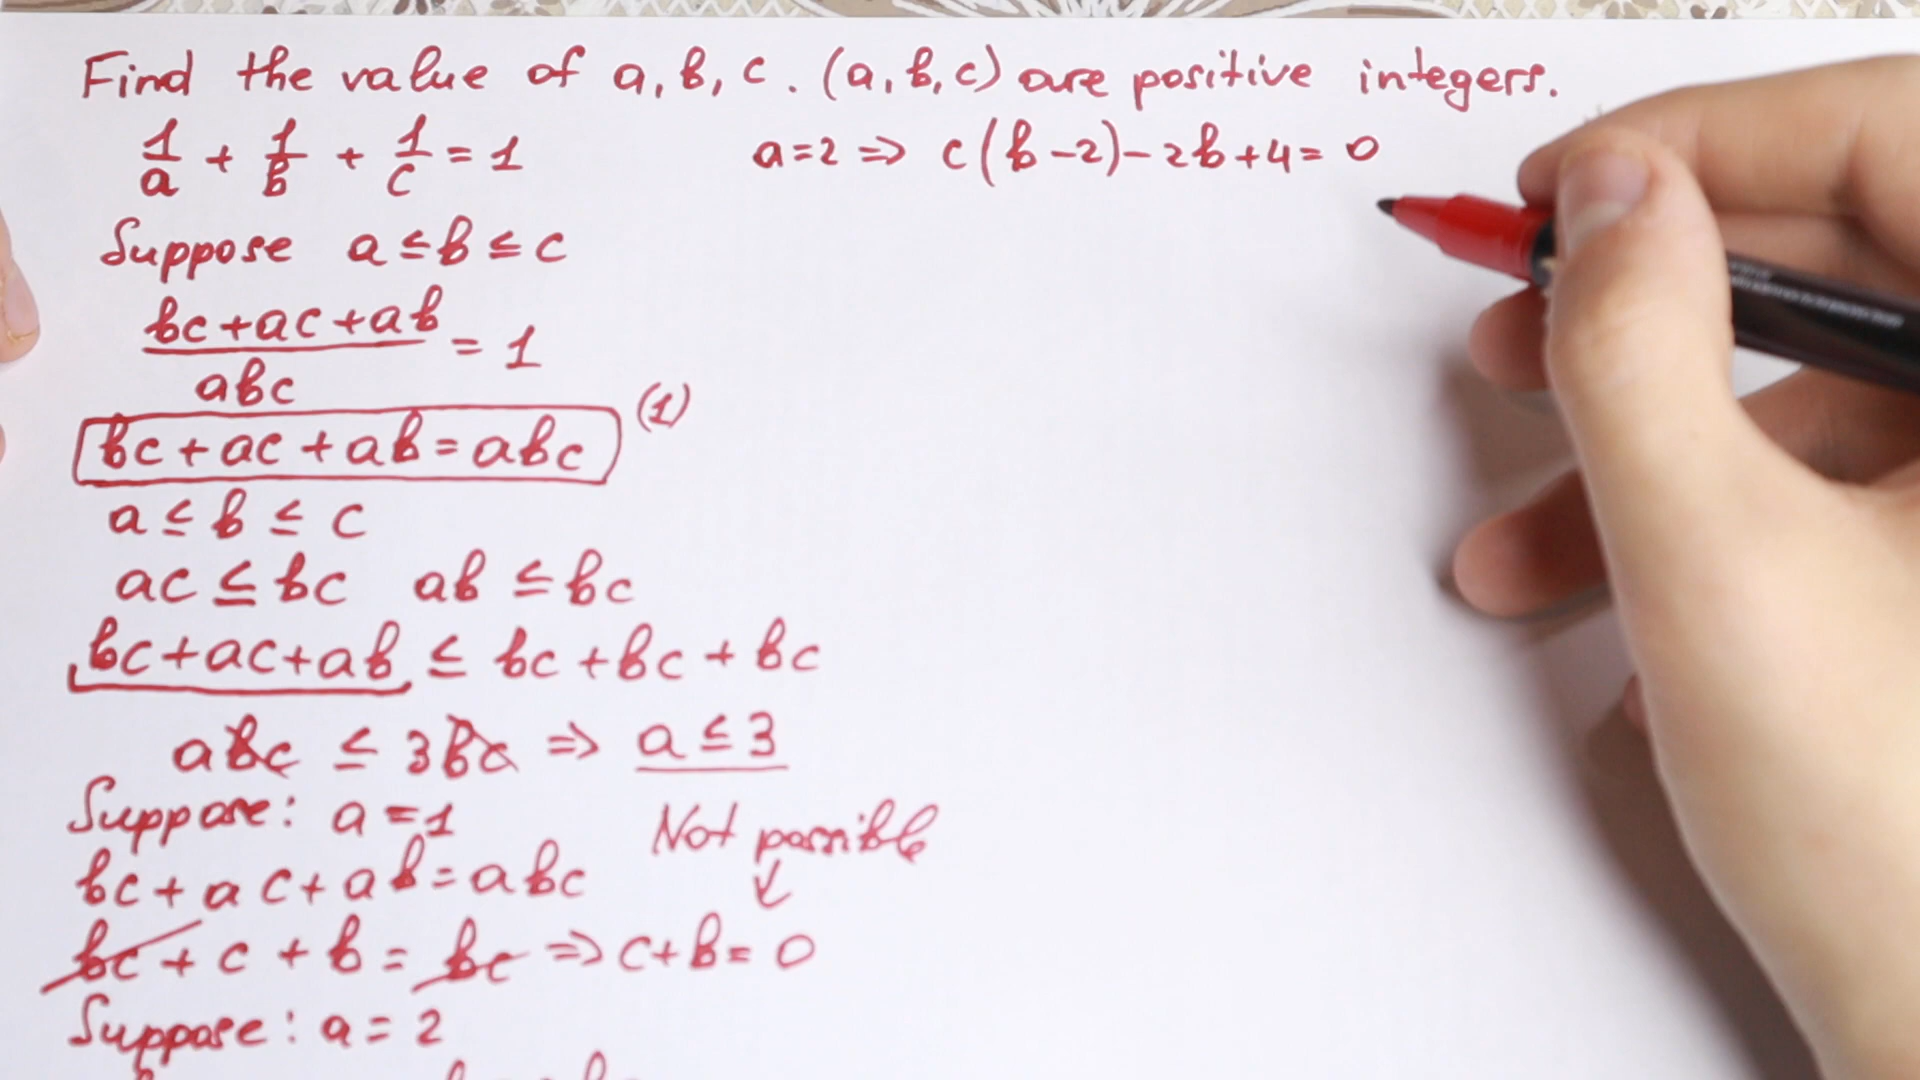 Find the value of a, b, c. (a, b, c) are positive integers.
1/a + 1/b + 1/c = 1
a=2 ⇒ c(b-2)-2b+4=0
Suppose a ≤ b ≤ c
(bc+ac+ab)/abc = 1
bc + ac + ab = abc (1)
a ≤ b ≤ c
ac ≤ bc ab ≤ bc
bc+ac+ab ≤ bc+bc+bc
abc ≤ 3bc ⇒ a ≤ 3
Suppose: a = 1
Not possible
↓
bc + ac + ab = abc
bc + c + b = bc ⇒ c+b = 0
Suppose: a = 2